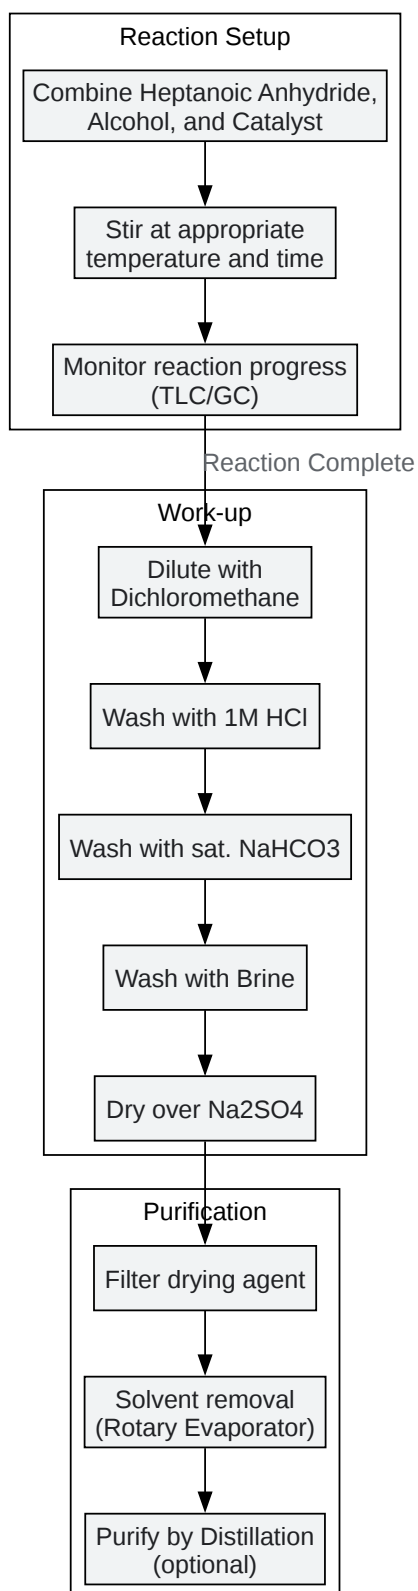 Reaction Setup
Combine Heptanoic Anhydride,
Alcohol, and Catalyst
Stir at appropriate
temperature and time
Monitor reaction progress
(TLC/GC)
Reaction Complete
Work-up
Dilute with
Dichloromethane
Wash with 1M HCl
Wash with sat. NaHCO3
Wash with Brine
Dry over Na2SO4
Purification
Filter drying agent
Solvent removal
(Rotary Evaporator)
Purify by Distillation
(optional)